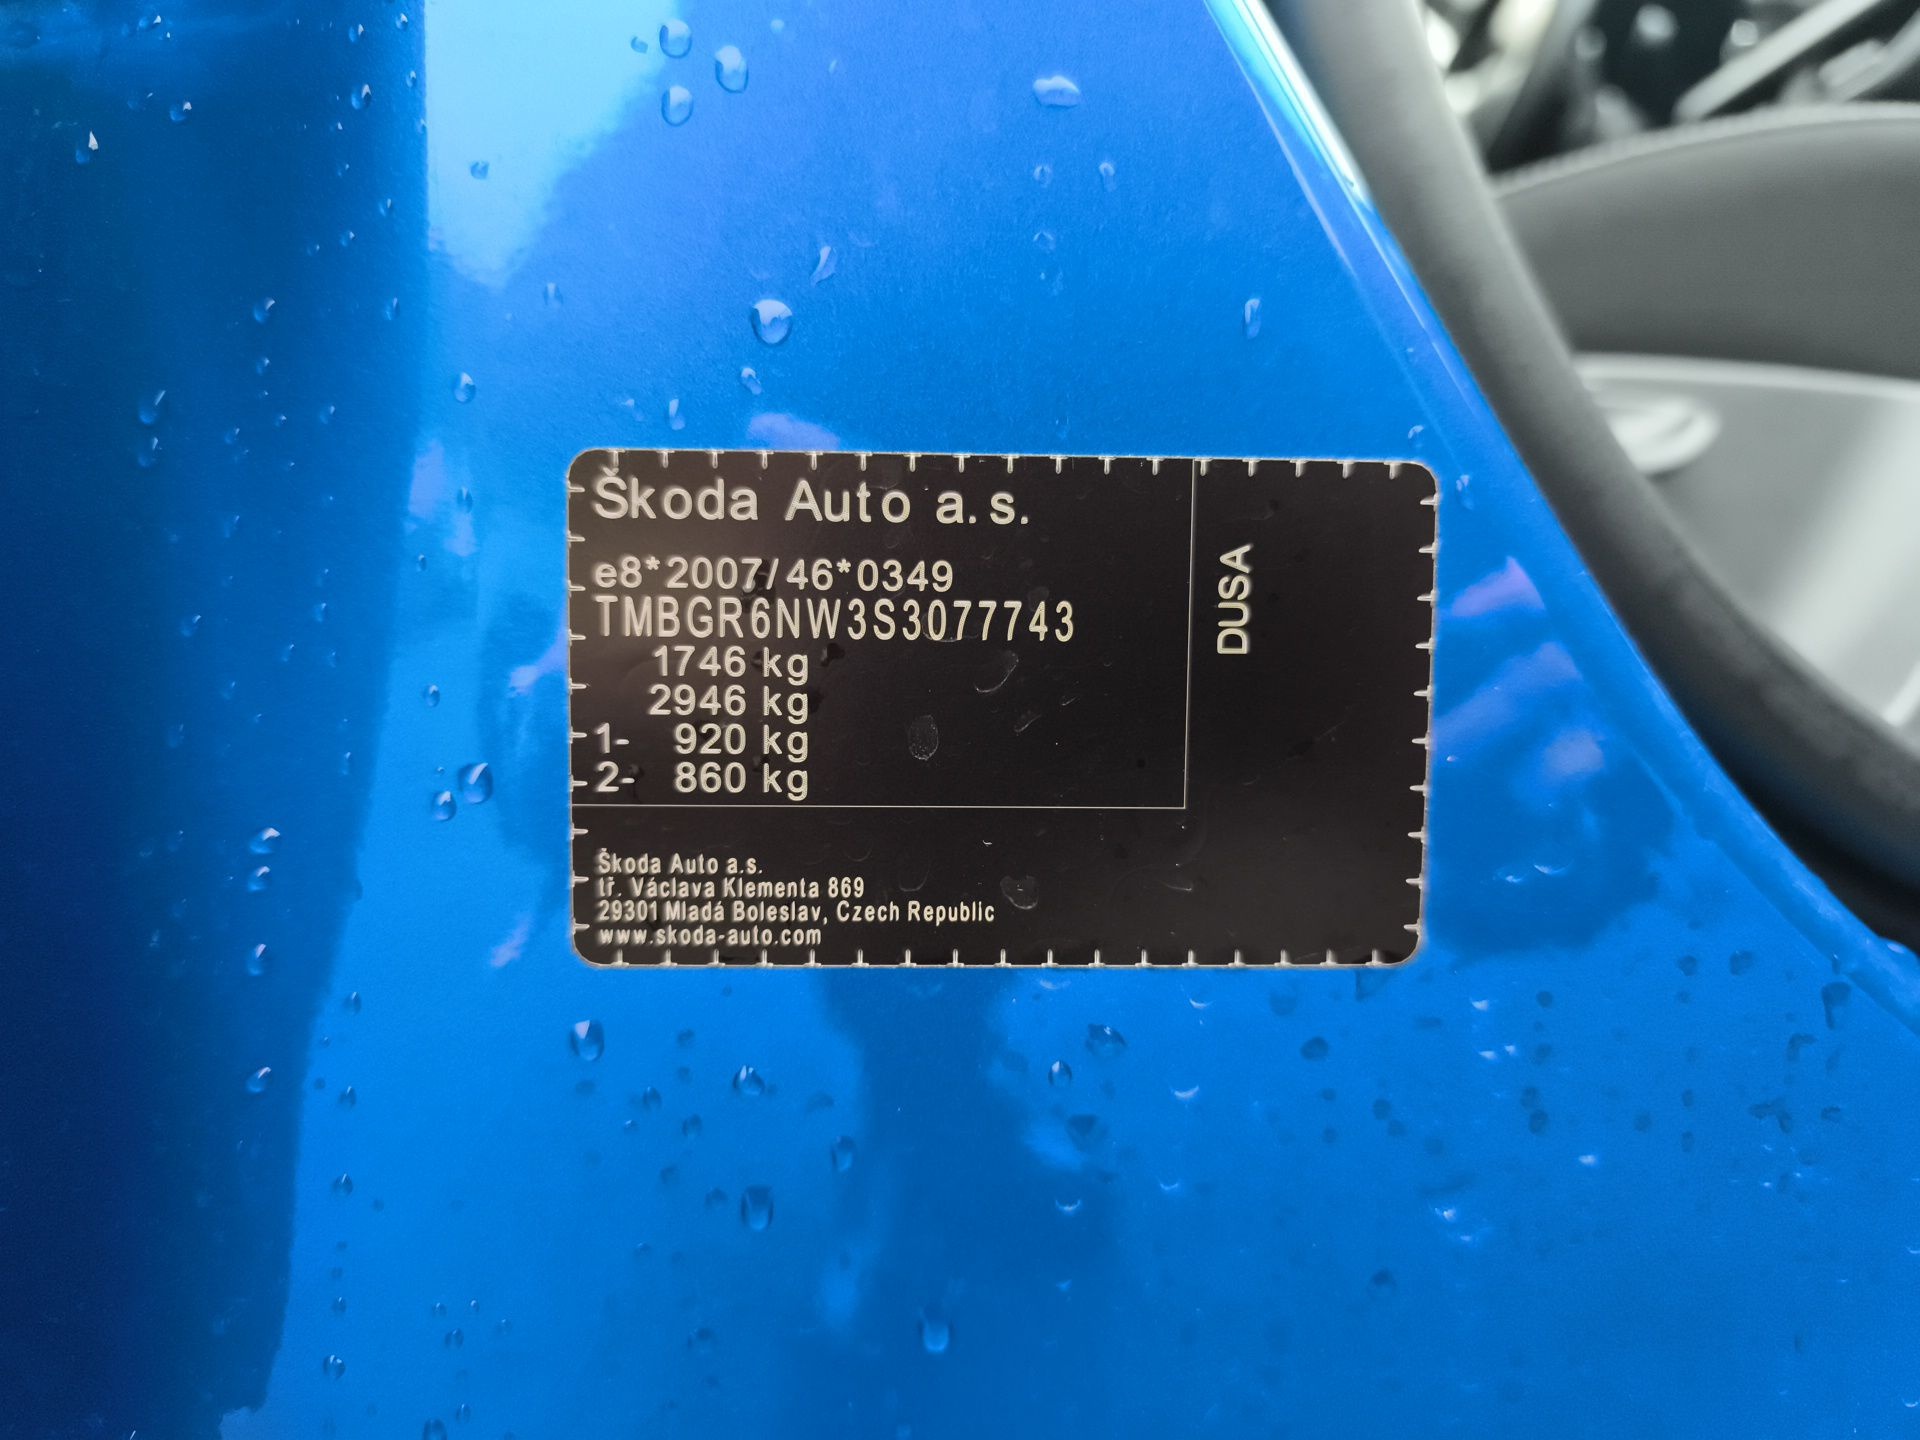 Škoda Auto a.s.
e8*2007/46*0349
TMBGR6NW3S3077743
1746 kg
2946 kg
1- 920 kg
2- 860 kg
DUSA
Škoda Auto a.s.
tř. Václava Klementa 869
29301 Mladá Boleslav, Czech Republic
www.skoda-auto.com